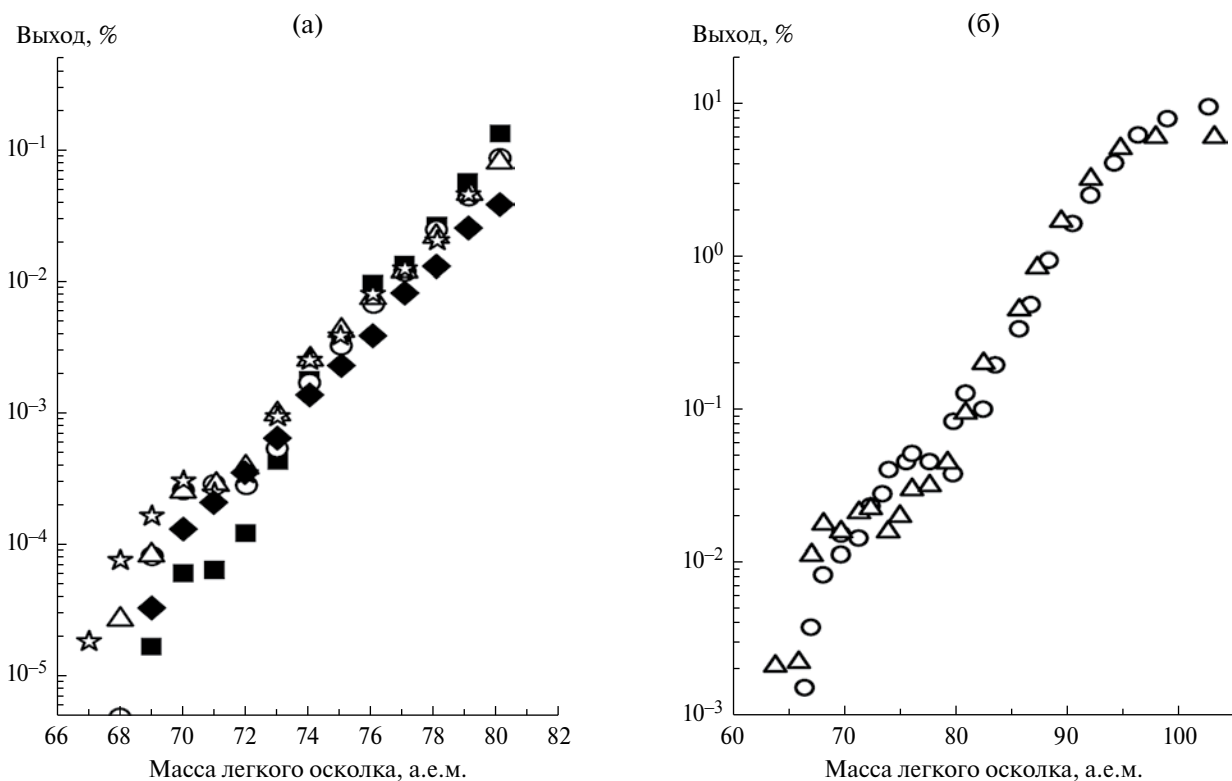 (а)
Выход, %
10⁻¹
10⁻²
10⁻³
10⁻⁴
10⁻⁵
66 68 70 72 74 76 78 80 82
Масса легкого осколка, а.е.м.
(б)
Выход, %
10¹
10⁰
10⁻¹
10⁻²
10⁻³
60 70 80 90 100
Масса легкого осколка, а.е.м.